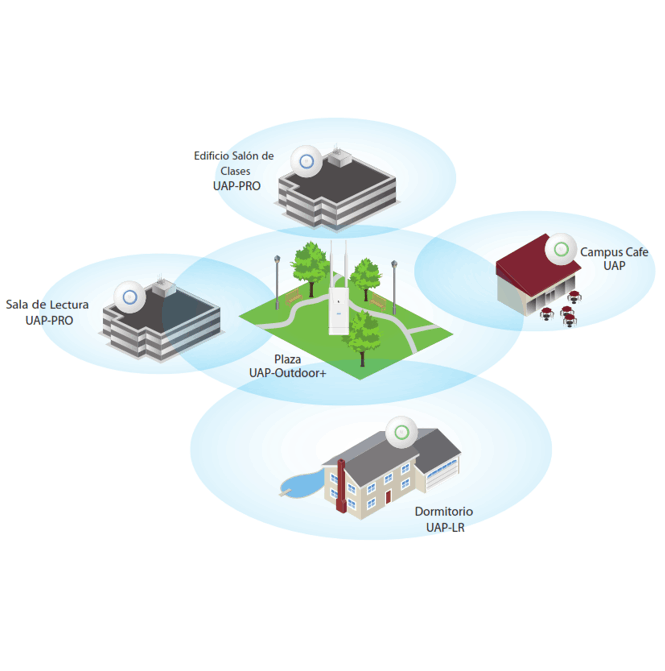 Edificio Salón de
Clases
UAP-PRO
Campus Cafe
UAP
Sala de Lectura
UAP-PRO
Plaza
UAP-Outdoor+
Dormitorio
UAP-LR